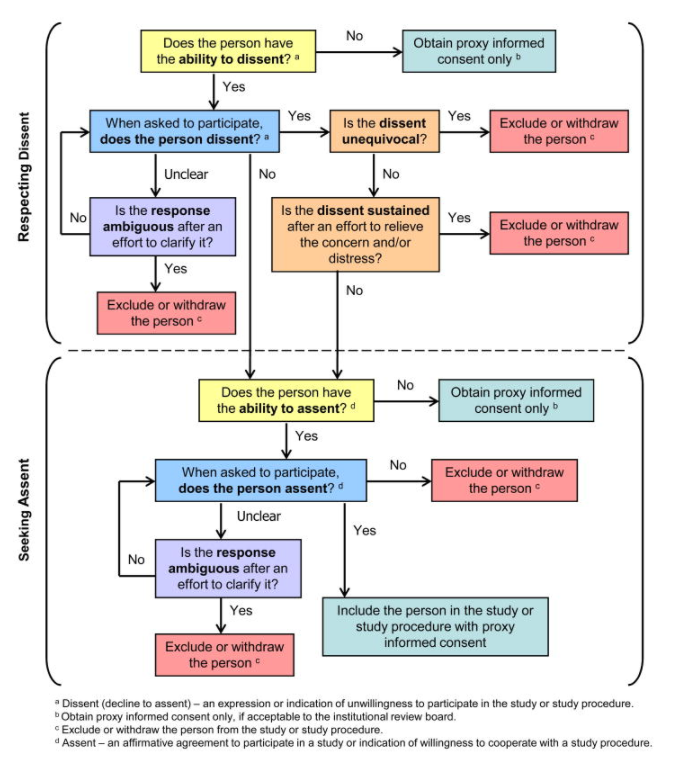 Respecting Dissent
Does the person have
the ability to dissent? a
No
Obtain proxy informed
consent only b
Yes
When asked to participate,
does the person dissent? a
Yes
Is the dissent
unequivocal?
Yes
Exclude or withdraw
the person c
Unclear
No
No
No
Is the response
ambiguous after an
effort to clarify it?
Is the dissent sustained
after an effort to relieve
the concern and/or
distress?
Yes
Exclude or withdraw
the person c
Yes
No
Exclude or withdraw
the person c
Seeking Assent
Does the person have
the ability to assent? d
No
Obtain proxy informed
consent only b
Yes
When asked to participate,
does the person assent? d
No
Exclude or withdraw
the person c
Unclear
Yes
No
Is the response
ambiguous after an
effort to clarify it?
Yes
Include the person in the study or
study procedure with proxy
informed consent
Exclude or withdraw
the person c
a Dissent (decline to assent) – an expression or indication of unwillingness to participate in the study or study procedure.
b Obtain proxy informed consent only, if acceptable to the institutional review board.
c Exclude or withdraw the person from the study or study procedure.
d Assent – an affirmative agreement to participate in a study or indication of willingness to cooperate with a study procedure.